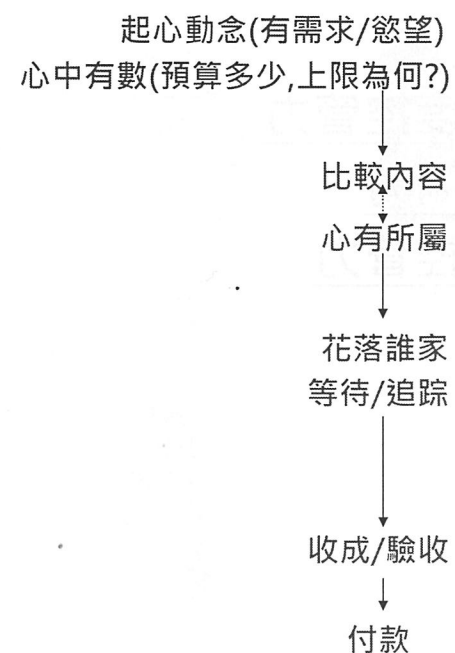 起心動念(有需求/慾望)
心中有數(預算多少,上限為何?)
比較內容
心有所屬
花落誰家
等待/追踪
收成/驗收
付款